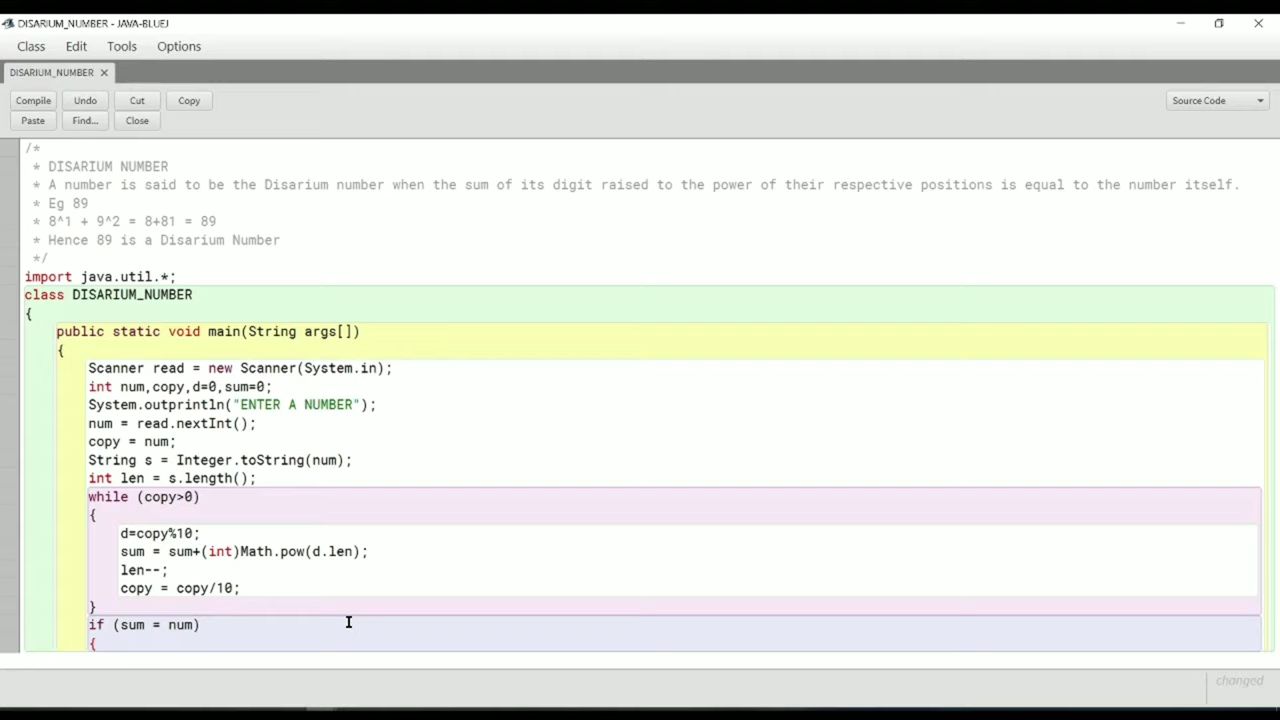 DISARIUM_NUMBER - JAVA-BLUEJ
Class Edit Tools Options
DISARIUM_NUMBER
Compile Undo Cut Copy Source Code
Paste Find... Close
/*
* DISARIUM NUMBER
* A number is said to be the Disarium number when the sum of its digit raised to the power of their respective positions is equal to the number itself.
* Eg 89
* 8^1 + 9^2 = 8+81 = 89
* Hence 89 is a Disarium Number
*/
import java.util.*;
class DISARIUM_NUMBER
{
public static void main(String args[])
{
Scanner read = new Scanner(System.in);
int num,copy,d=0,sum=0;
System.outprintln("ENTER A NUMBER");
num = read.nextInt();
copy = num;
String s = Integer.toString(num);
int len = s.length();
while (copy>0)
{
d=copy%10;
sum = sum+(int)Math.pow(d.len);
len--;
copy = copy/10;
}
if (sum = num)
{
changed